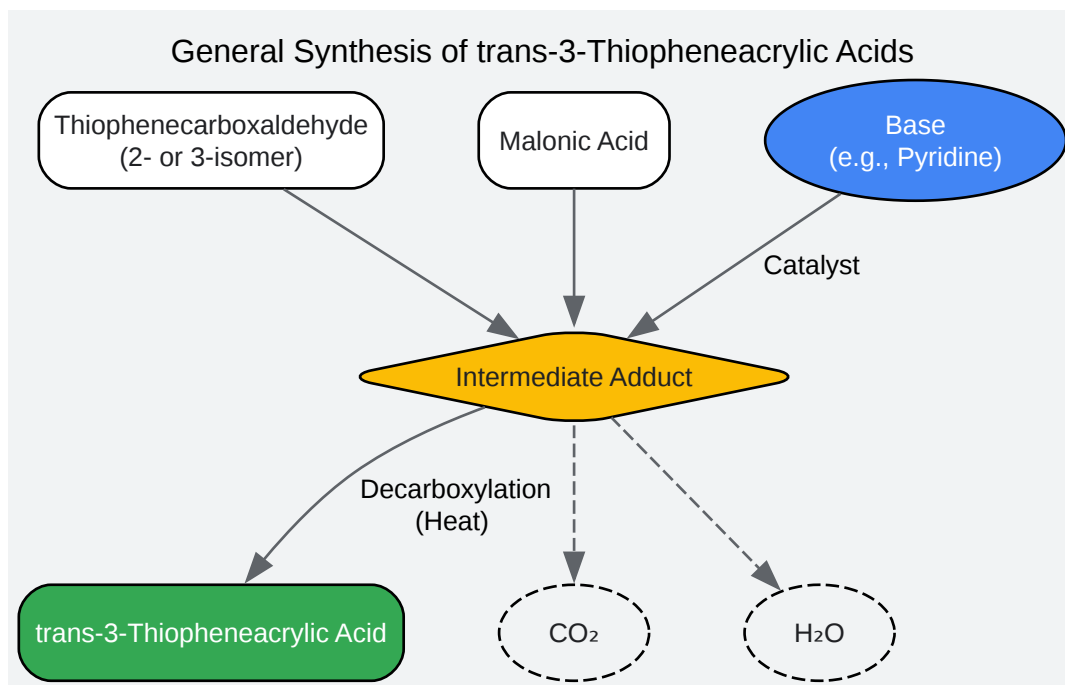 General Synthesis of trans-3-Thiopheneacrylic Acids
Thiophenecarboxaldehyde
(2- or 3-isomer)
Malonic Acid
Base
(e.g., Pyridine)
Catalyst
Intermediate Adduct
Decarboxylation
(Heat)
trans-3-Thiopheneacrylic Acid
CO₂
H₂O